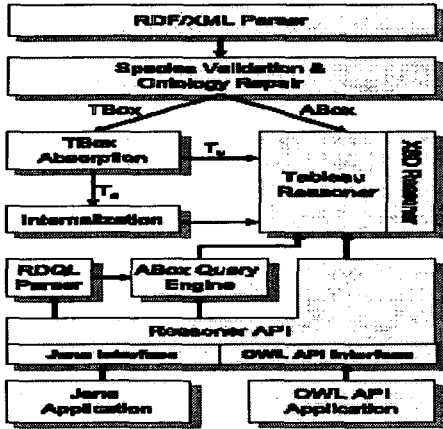 RDF/XML Parser
Species Validation &
Ontology Repair
TBox
ABox
TBox
Absorption
Tu
Tableau
Reasoner
XSD Reasoner
Internalization
RDQL
Parser
ABox Query
Engine
Reasoner API
Jena Interface
OWL API Interface
Jena
Application
OWL API
Application